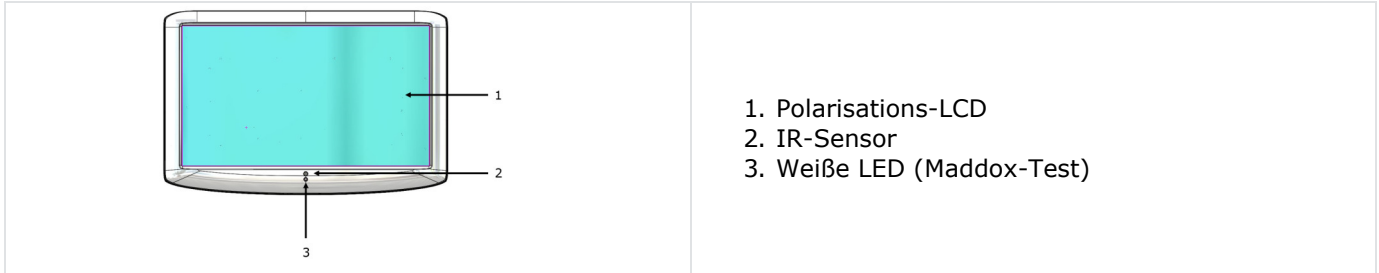 1
2
3
1. Polarisations-LCD
2. IR-Sensor
3. Weiße LED (Maddox-Test)